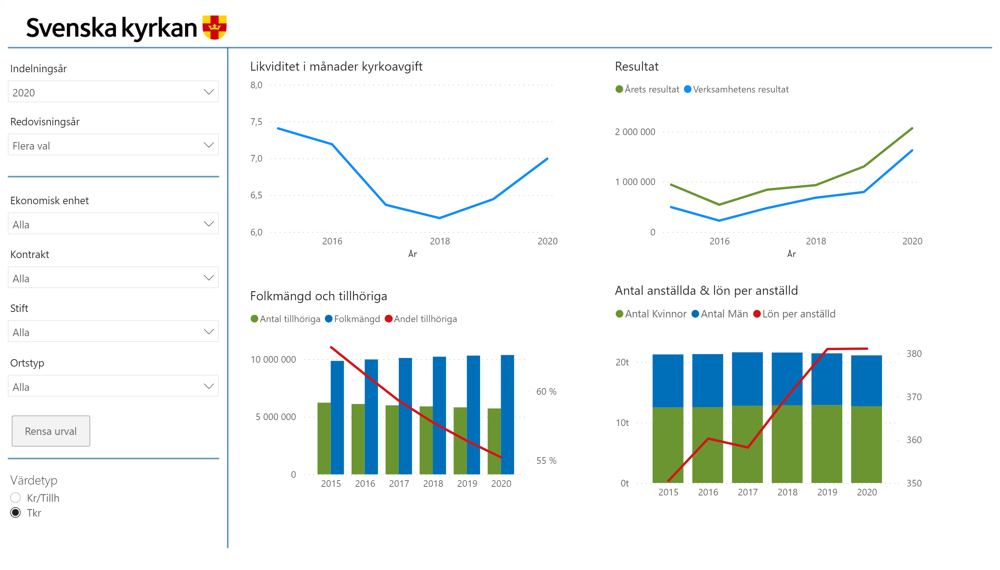 Svenska kyrkan
Indelningsår
2020
Redovisningsår
Flera val
Ekonomisk enhet
Alla
Kontrakt
Alla
Stift
Alla
Ortstyp
Alla
Rensa urval
Värdetyp
Kr/Tillh
Tkr
Likviditet i månader kyrkoavgift
8,0
7,5
7,0
6,5
6,0
2016 2018 2020
År
Resultat
Årets resultat Verksamhetens resultat
2 000 000
1 000 000
0
2016 2018 2020
År
Folkmängd och tillhöriga
Antal tillhöriga Folkmängd Andel tillhöriga
10 000 000
60 %
5 000 000
55 %
0
2015 2016 2017 2018 2019 2020
Antal anställda & lön per anställd
Antal Kvinnor Antal Män Lön per anställd
380
20t
370
10t
360
0t 350
2015 2016 2017 2018 2019 2020